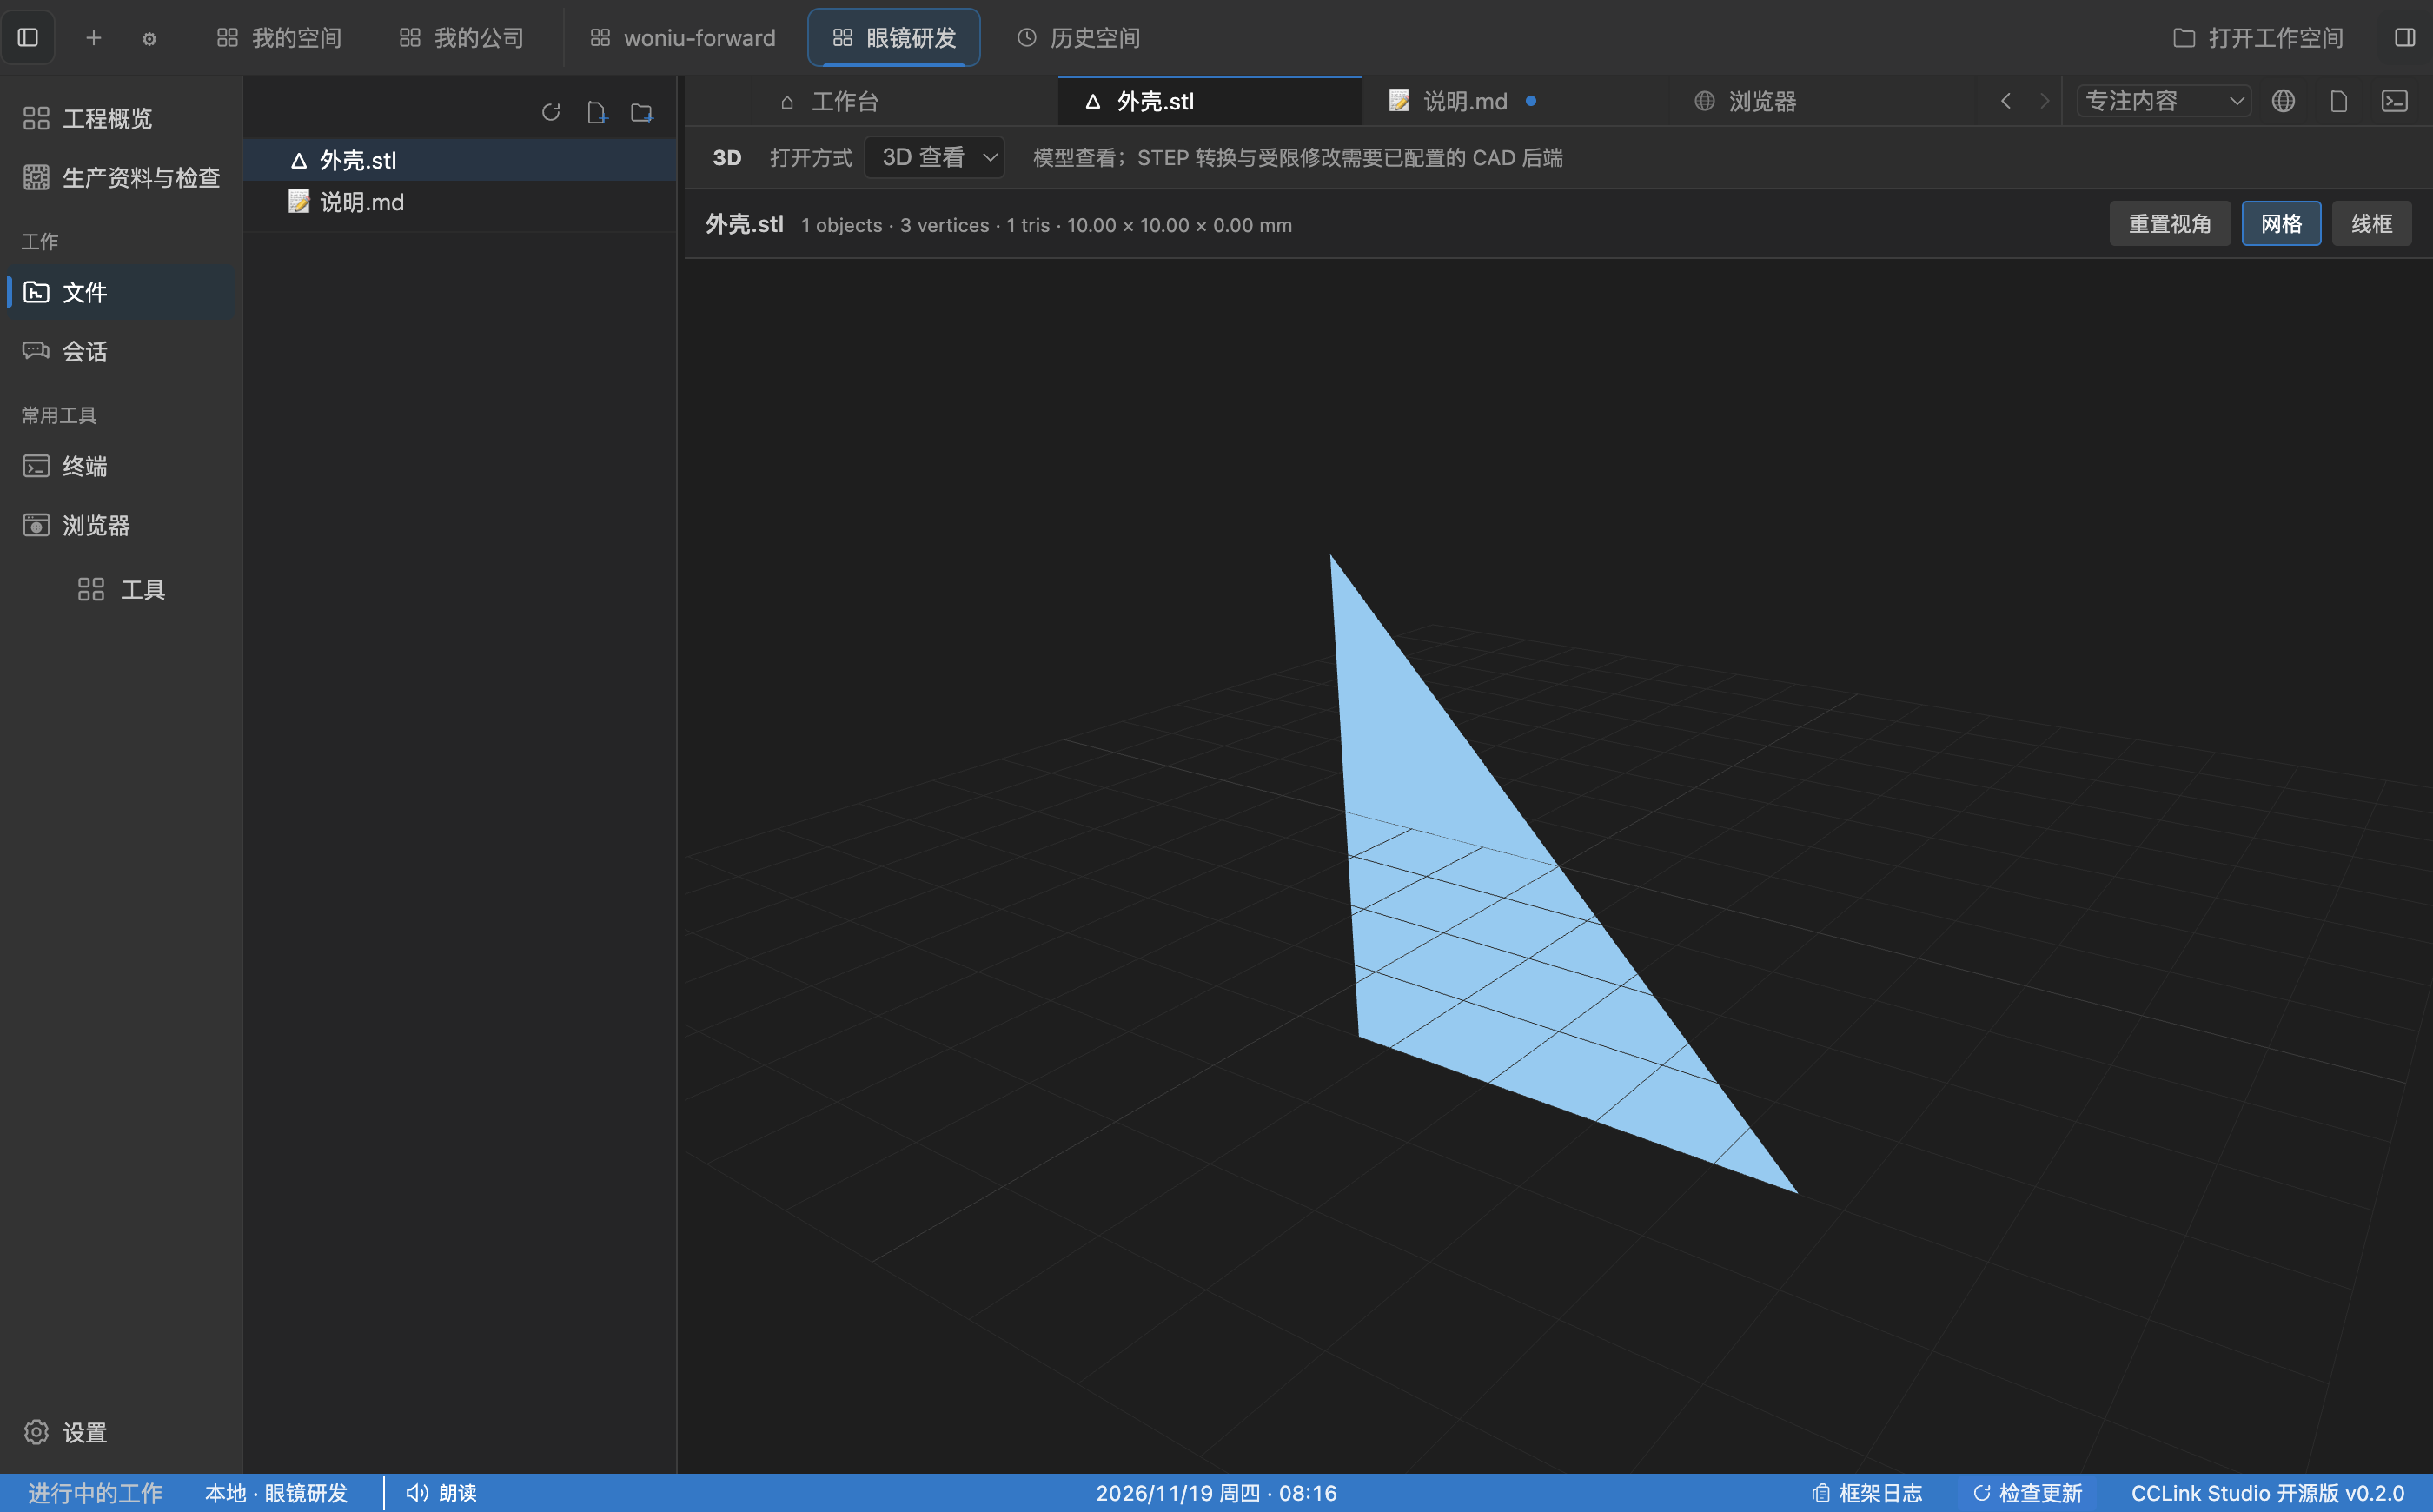 我的空间 我的公司 woniu-forward 眼镜研发 历史空间 打开工作空间
工程概览
生产资料与检查
工作
文件
会话
常用工具
终端
浏览器
工具
设置
外壳.stl
说明.md
工作台 外壳.stl 说明.md 浏览器 专注内容
3D 打开方式 3D 查看 模型查看；STEP 转换与受限修改需要已配置的 CAD 后端
外壳.stl 1 objects · 3 vertices · 1 tris · 10.00 × 10.00 × 0.00 mm 重置视角 网格 线框
进行中的工作 本地 · 眼镜研发 朗读 2026/11/19 周四 · 08:16 框架日志 检查更新 CCLink Studio 开源版 v0.2.0